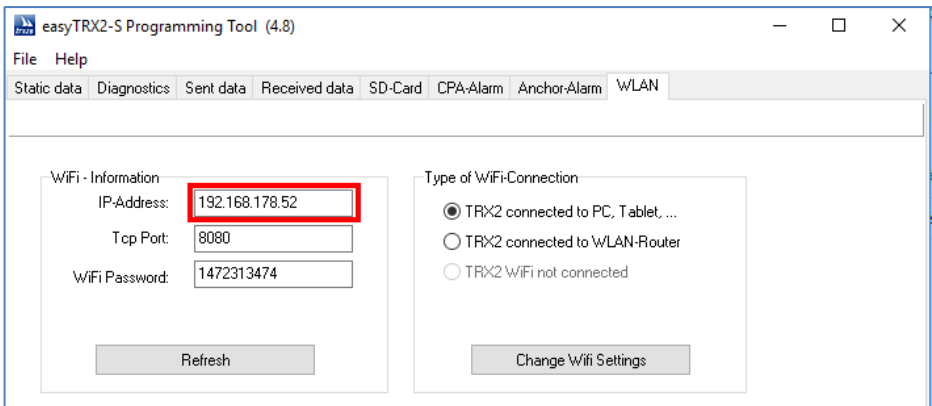 easyTRX2-S Programming Tool (4.8)
File Help
Static data Diagnostics Sent data Received data SD-Card CPA-Alarm Anchor-Alarm WLAN
WiFi - Information
IP-Address: 192.168.178.52
Tcp Port: 8080
WiFi Password: 1472313474
Refresh
Type of WiFi-Connection
TRX2 connected to PC, Tablet, ...
TRX2 connected to WLAN-Router
TRX2 WiFi not connected
Change Wifi Settings